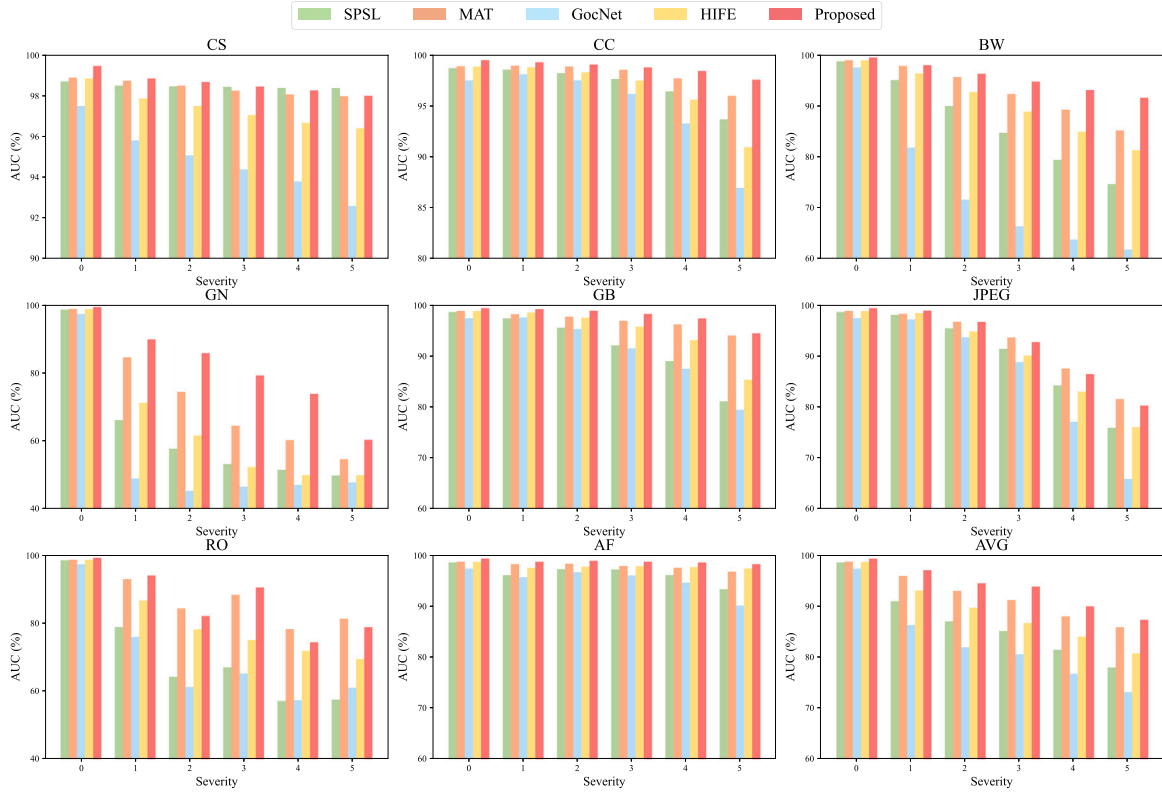 SPSL MAT GocNet HIFE Proposed
CS
100
98
96
94
92
90
AUC (%)
0 1 2 3 4 5
Severity
CC
100
95
90
85
80
AUC (%)
0 1 2 3 4 5
Severity
BW
100
90
80
70
60
AUC (%)
0 1 2 3 4 5
Severity
GN
100
80
60
40
AUC (%)
0 1 2 3 4 5
Severity
GB
100
90
80
70
60
AUC (%)
0 1 2 3 4 5
Severity
JPEG
100
90
80
70
60
AUC (%)
0 1 2 3 4 5
Severity
RO
100
80
60
40
AUC (%)
0 1 2 3 4 5
Severity
AF
100
90
80
70
60
AUC (%)
0 1 2 3 4 5
Severity
AVG
100
90
80
70
60
AUC (%)
0 1 2 3 4 5
Severity